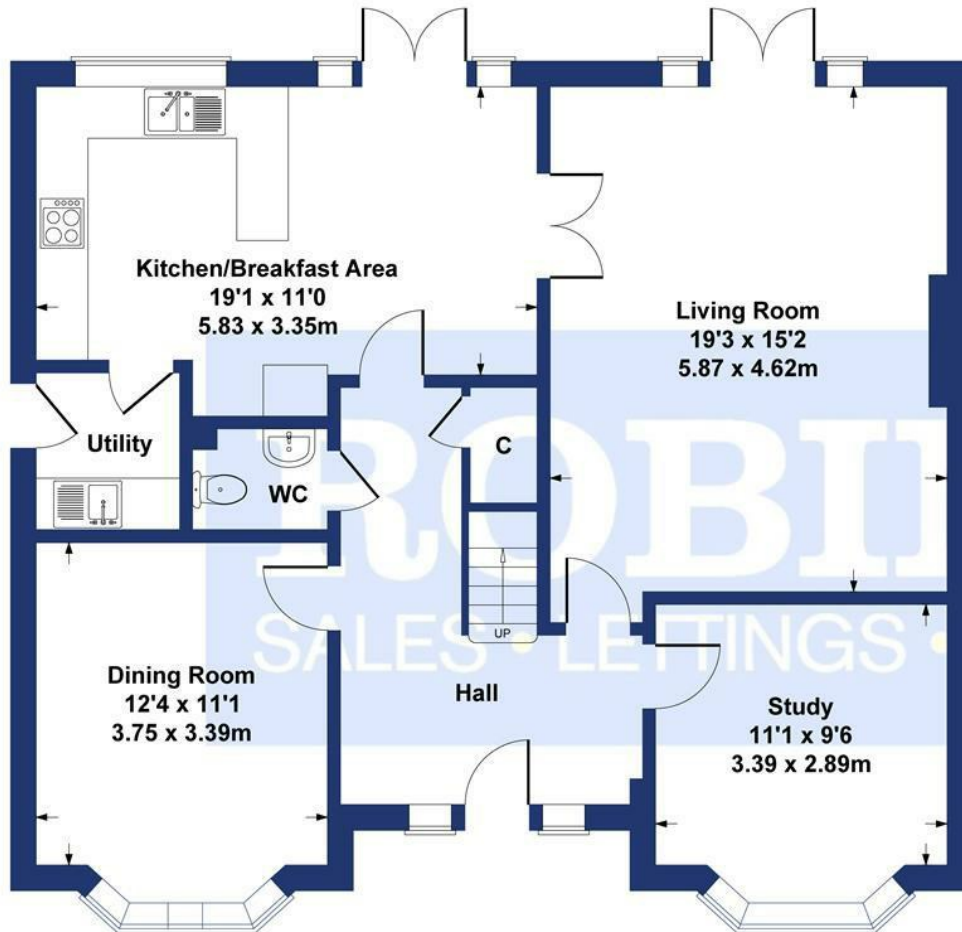 Kitchen/Breakfast Area
19'1 x 11'0
5.83 x 3.35m
Living Room
19'3 x 15'2
5.87 x 4.62m
Utility
WC
C
ROBI
SALES • LETTINGS •
UP
Hall
Dining Room
12'4 x 11'1
3.75 x 3.39m
Study
11'1 x 9'6
3.39 x 2.89m